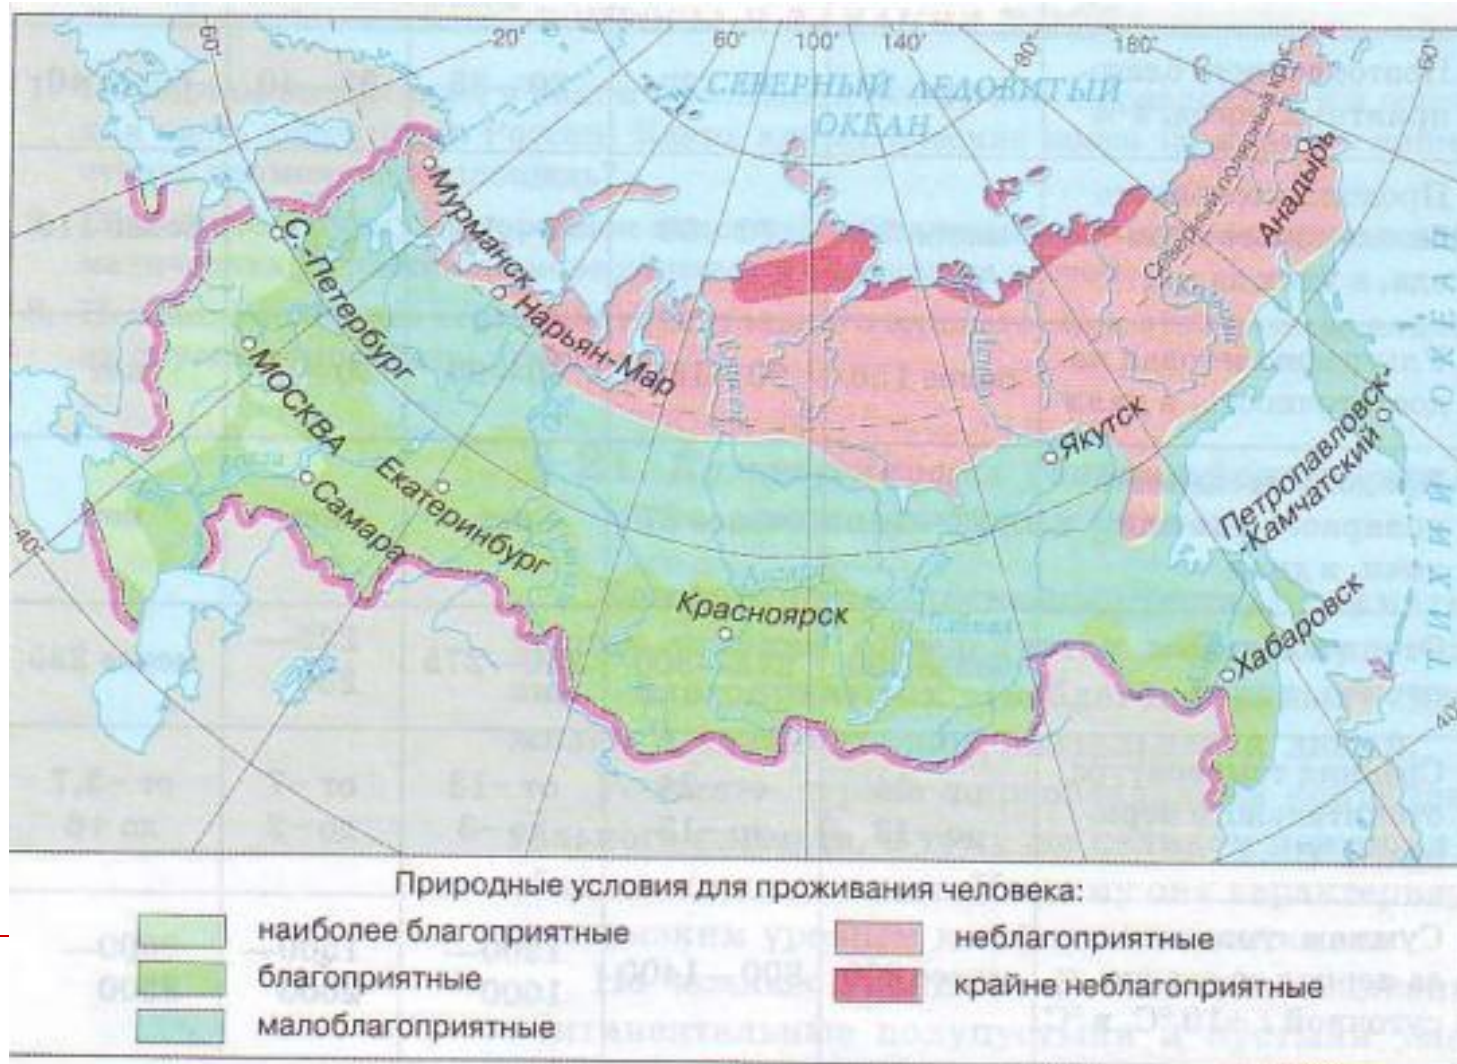 60° 20° 60° 100° 140° 180° 180° 60°
СЕВЕРНЫЙ ЛЕДОВИТЫЙ
ОКЕАН
Северный полярный круг
Анадырь
Мурманск
С.-Петербург
Нарьян-Мар
МОСКВА
Екатеринбург
Самара
Якутск
Петропавловск-
-Камчатский
Красноярск
Хабаровск
ТИХИЙ ОКЕАН
40°
40°
Природные условия для проживания человека:
наиболее благоприятные
благоприятные
малоблагоприятные
неблагоприятные
крайне неблагоприятные